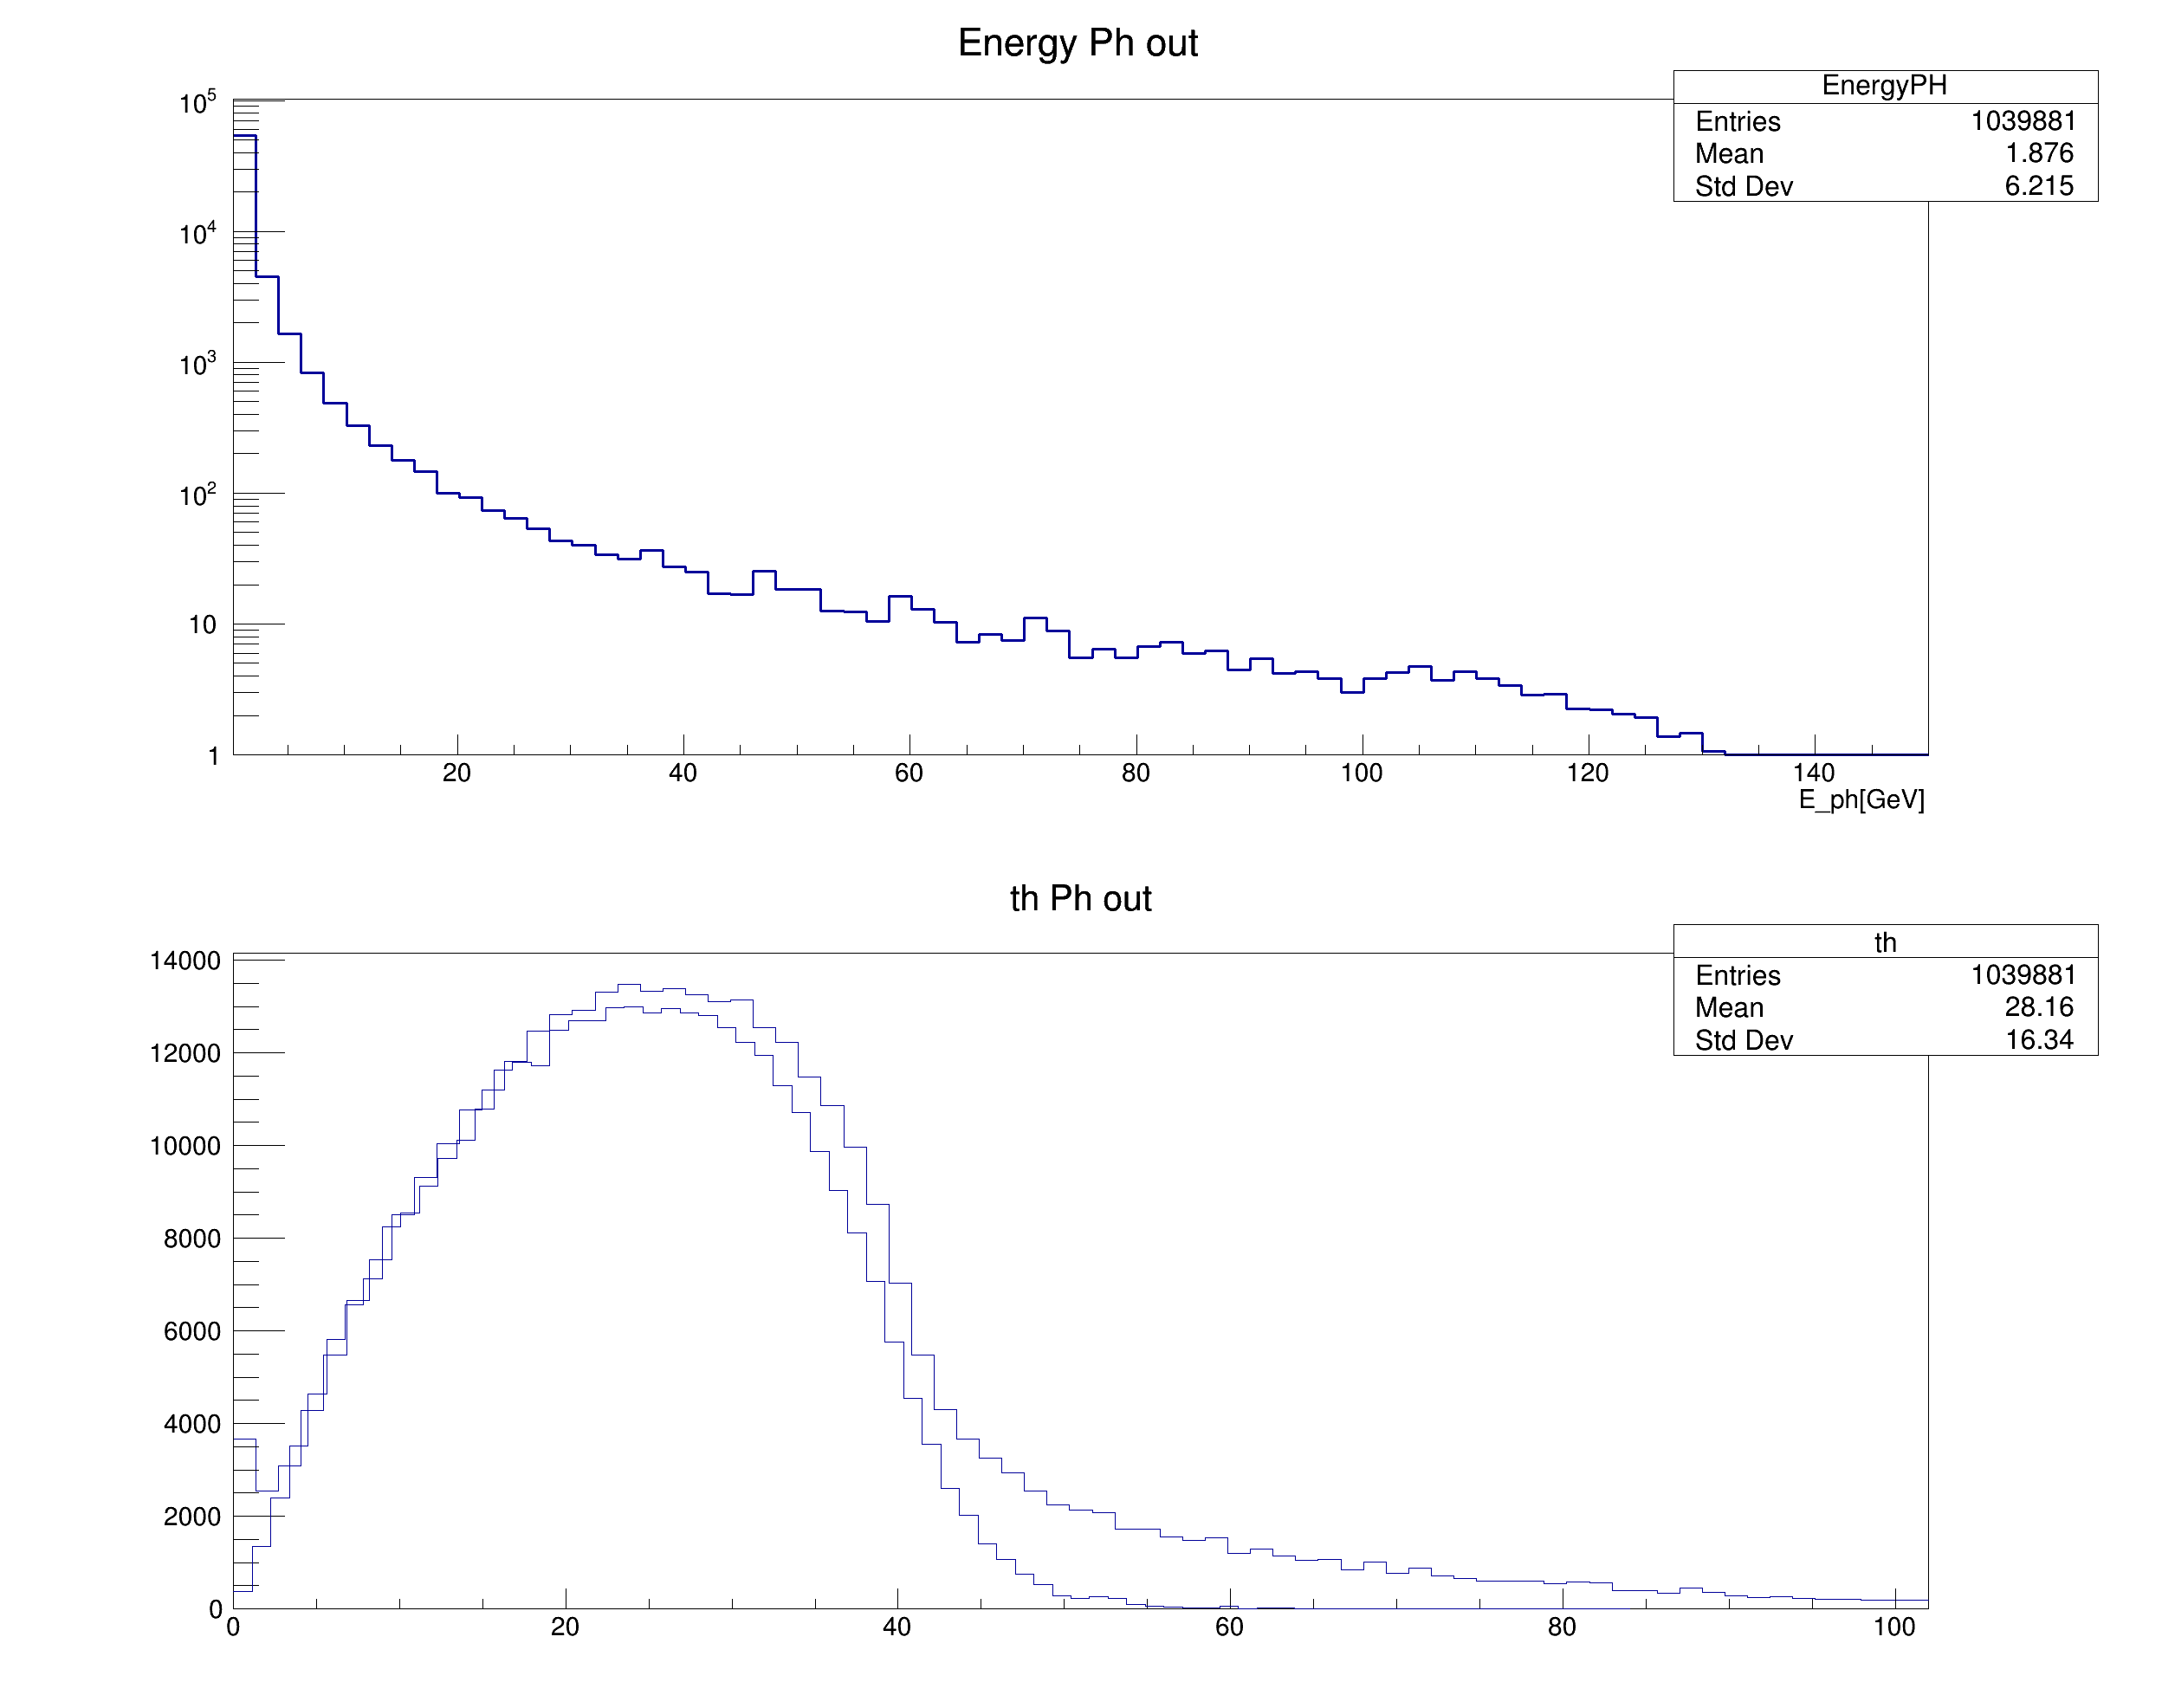 Energy Ph out
EnergyPH
Entries 1039881
Mean 1.876
Std Dev 6.215
10^5
10^4
10^3
10^2
10
1
20 40 60 80 100 120 140
E_ph[GeV]
th Ph out
th
Entries 1039881
Mean 28.16
Std Dev 16.34
14000
12000
10000
8000
6000
4000
2000
0
0 20 40 60 80 100